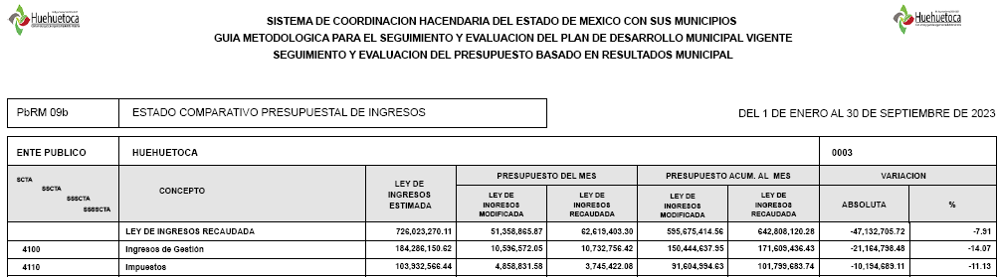 Huehuetoca
SISTEMA DE COORDINACION HACENDARIA DEL ESTADO DE MEXICO CON SUS MUNICIPIOS
GUIA METODOLOGICA PARA EL SEGUIMIENTO Y EVALUACION DEL PLAN DE DESARROLLO MUNICIPAL VIGENTE
SEGUIMIENTO Y EVALUACION DEL PRESUPUESTO BASADO EN RESULTADOS MUNICIPAL
Huehuetoca
PbRM 09b ESTADO COMPARATIVO PRESUPUESTAL DE INGRESOS DEL 1 DE ENERO AL 30 DE SEPTIEMBRE DE 2023
ENTE PUBLICO HUEHUETOCA 0003
SCTA
SSCTA
SSSCTA
SSSSCTA
CONCEPTO
LEY DE
INGRESOS
ESTIMADA
PRESUPUESTO DEL MES
LEY DE
INGRESOS
MODIFICADA
LEY DE
INGRESOS
RECAUDADA
PRESUPUESTO ACUM. AL MES
LEY DE
INGRESOS
MODIFICADA
LEY DE
INGRESOS
RECAUDADA
VARIACION
ABSOLUTA %
LEY DE INGRESOS RECAUDADA 726,023,270.11 51,358,865.87 62,619,403.30 595,675,414.56 642,808,120.28 -47,132,705.72 -7.91
4100 Ingresos de Gestión 184,286,150.62 10,596,572.05 10,732,756.42 150,444,637.95 171,609,436.43 -21,164,798.48 -14.07
4110 Impuestos 103,932,566.44 4,858,831.58 3,745,422.08 91,604,994.63 101,799,683.74 -10,194,689.11 -11.13